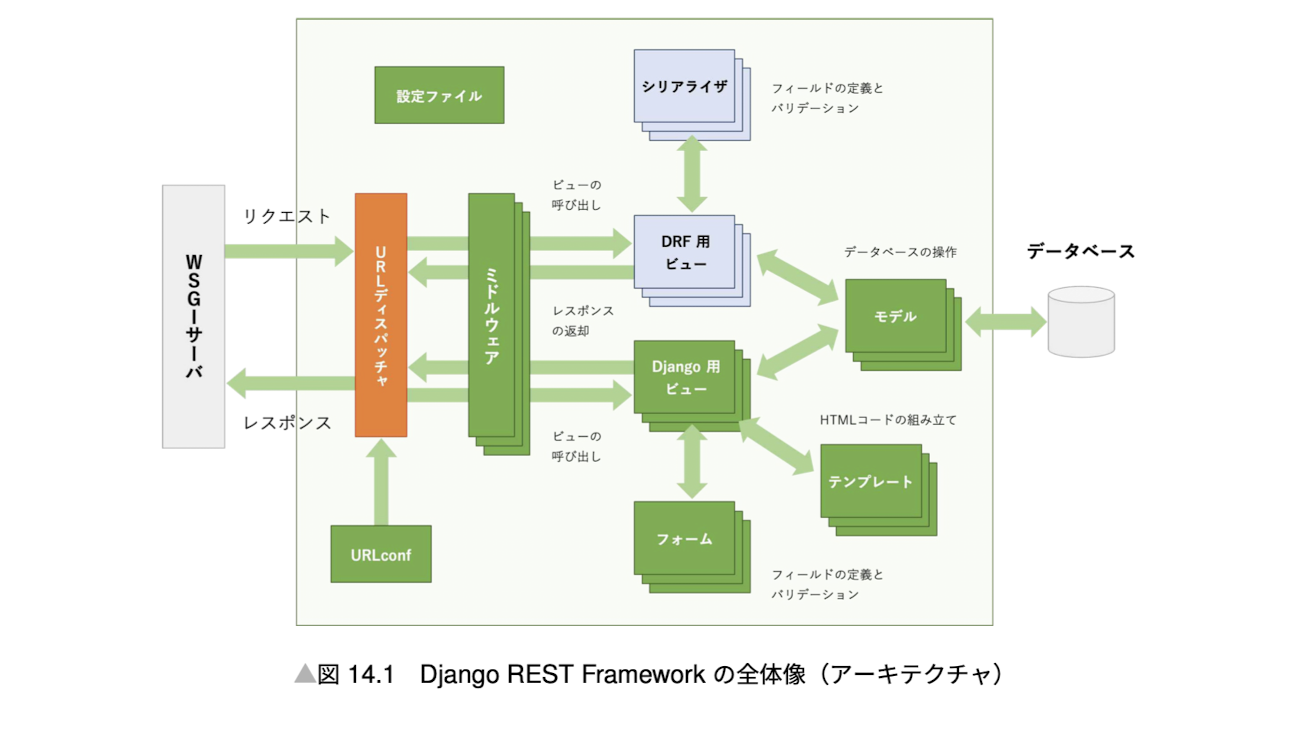 設定ファイル
シリアライザ
フィールドの定義と
バリデーション
ビューの
呼び出し
リクエスト
WSGIサーバ
URLディスパッチャ
ミドルウェア
DRF 用
ビュー
データベースの操作
データベース
モデル
レスポンス
の返却
Django 用
ビュー
レスポンス
ビューの
呼び出し
HTMLコードの組み立て
テンプレート
URLconf
フォーム
フィールドの定義と
バリデーション
▲図 14.1　Django REST Framework の全体像（アーキテクチャ）